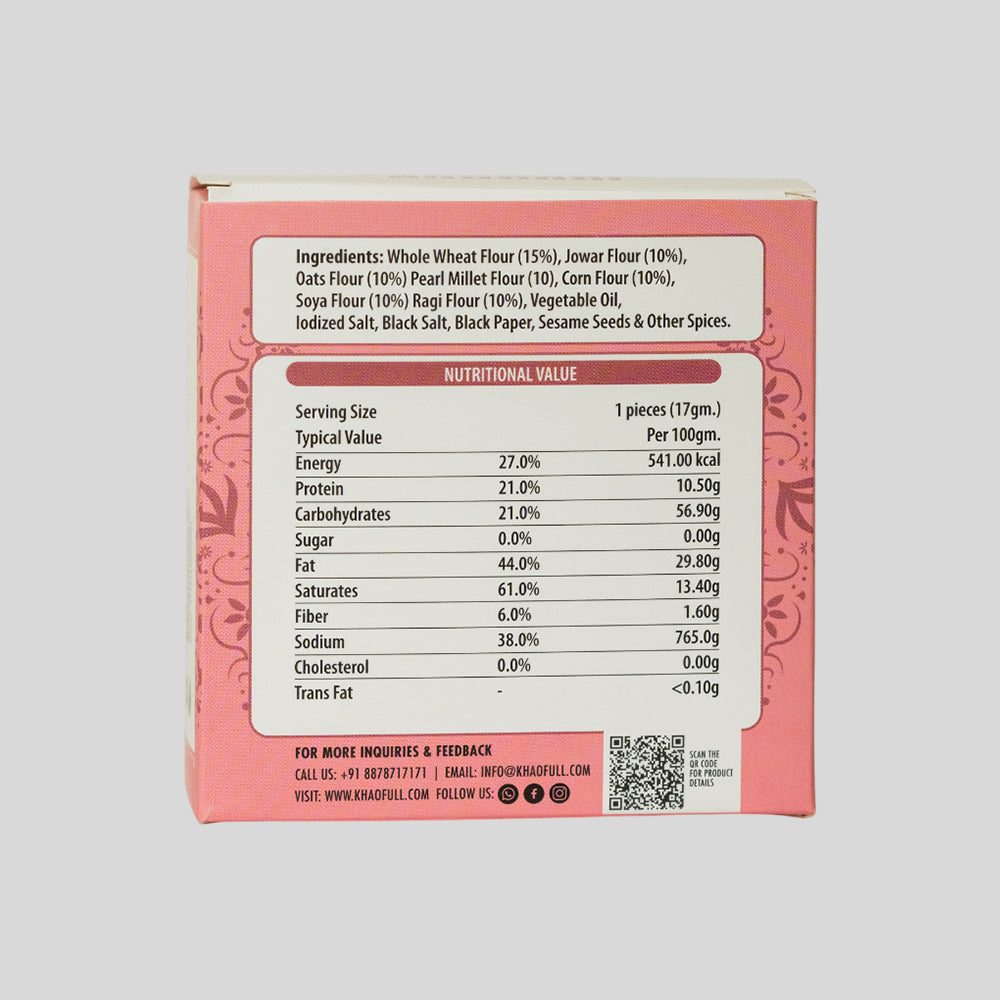 Ingredients: Whole Wheat Flour (15%), Jowar Flour (10%),
Oats Flour (10%) Pearl Millet Flour (10), Corn Flour (10%),
Soya Flour (10%) Ragi Flour (10%), Vegetable Oil,
Iodized Salt, Black Salt, Black Paper, Sesame Seeds & Other Spices.
NUTRITIONAL VALUE
Serving Size 1 pieces (17gm.)
Typical Value Per 100gm.
Energy 27.0% 541.00 kcal
Protein 21.0% 10.50g
Carbohydrates 21.0% 56.90g
Sugar 0.0% 0.00g
Fat 44.0% 29.80g
Saturates 61.0% 13.40g
Fiber 6.0% 1.60g
Sodium 38.0% 765.0g
Cholesterol 0.0% 0.00g
Trans Fat - <0.10g
FOR MORE INQUIRIES & FEEDBACK
CALL US: +91 8878717171 | EMAIL: INFO@KHAOFULL.COM
VISIT: WWW.KHAOFULL.COM FOLLOW US:
SCAN THE
QR CODE
FOR PRODUCT
DETAILS